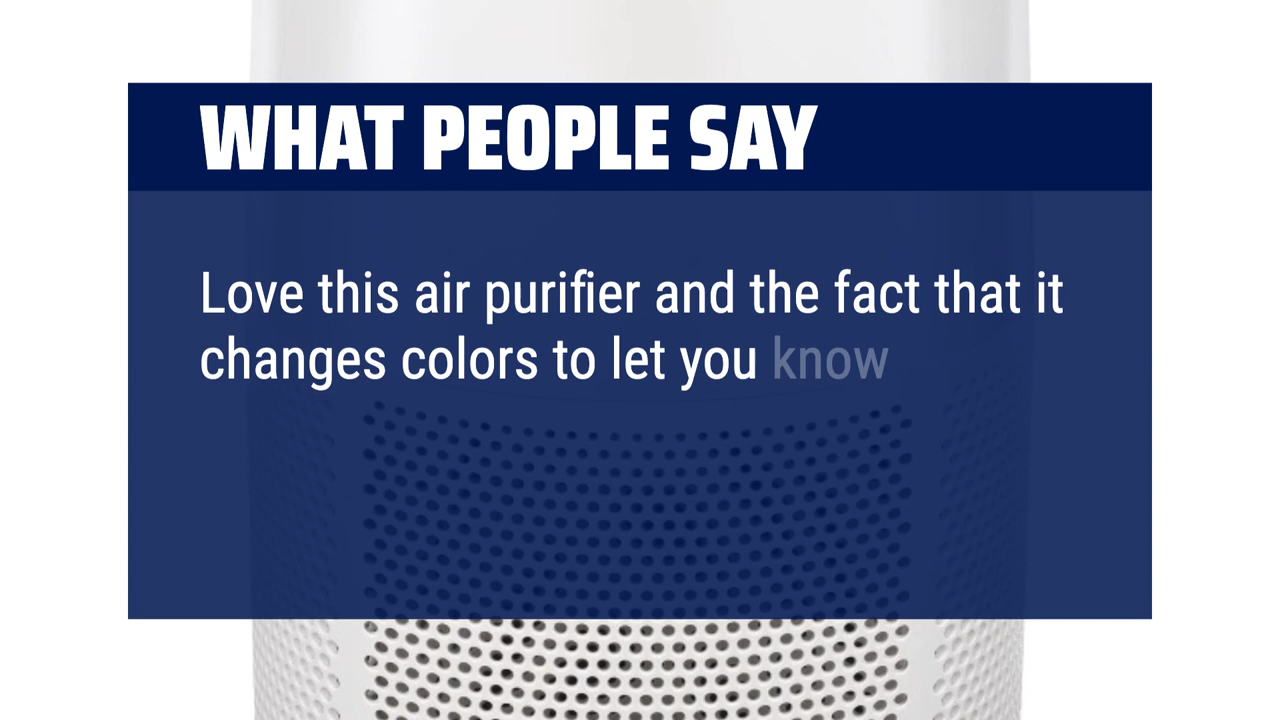 WHAT PEOPLE SAY
Love this air purifier and the fact that it
changes colors to let you know